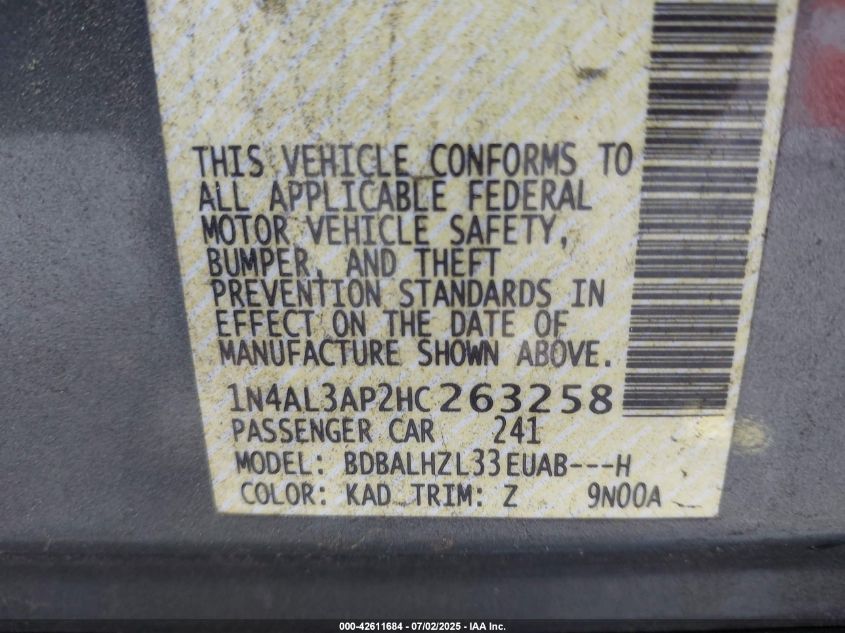 THIS VEHICLE CONFORMS TO
ALL APPLICABLE FEDERAL
MOTOR VEHICLE SAFETY,
BUMPER, AND THEFT
PREVENTION STANDARDS IN
EFFECT ON THE DATE OF
MANUFACTURE SHOWN ABOVE.
1N4AL3AP2HC263258
PASSENGER CAR 241
MODEL: BDBALHZL33EUAB---H
COLOR: KAD TRIM: Z 9N00A
000-42611684 | 07/02/2025 - IAA Inc.